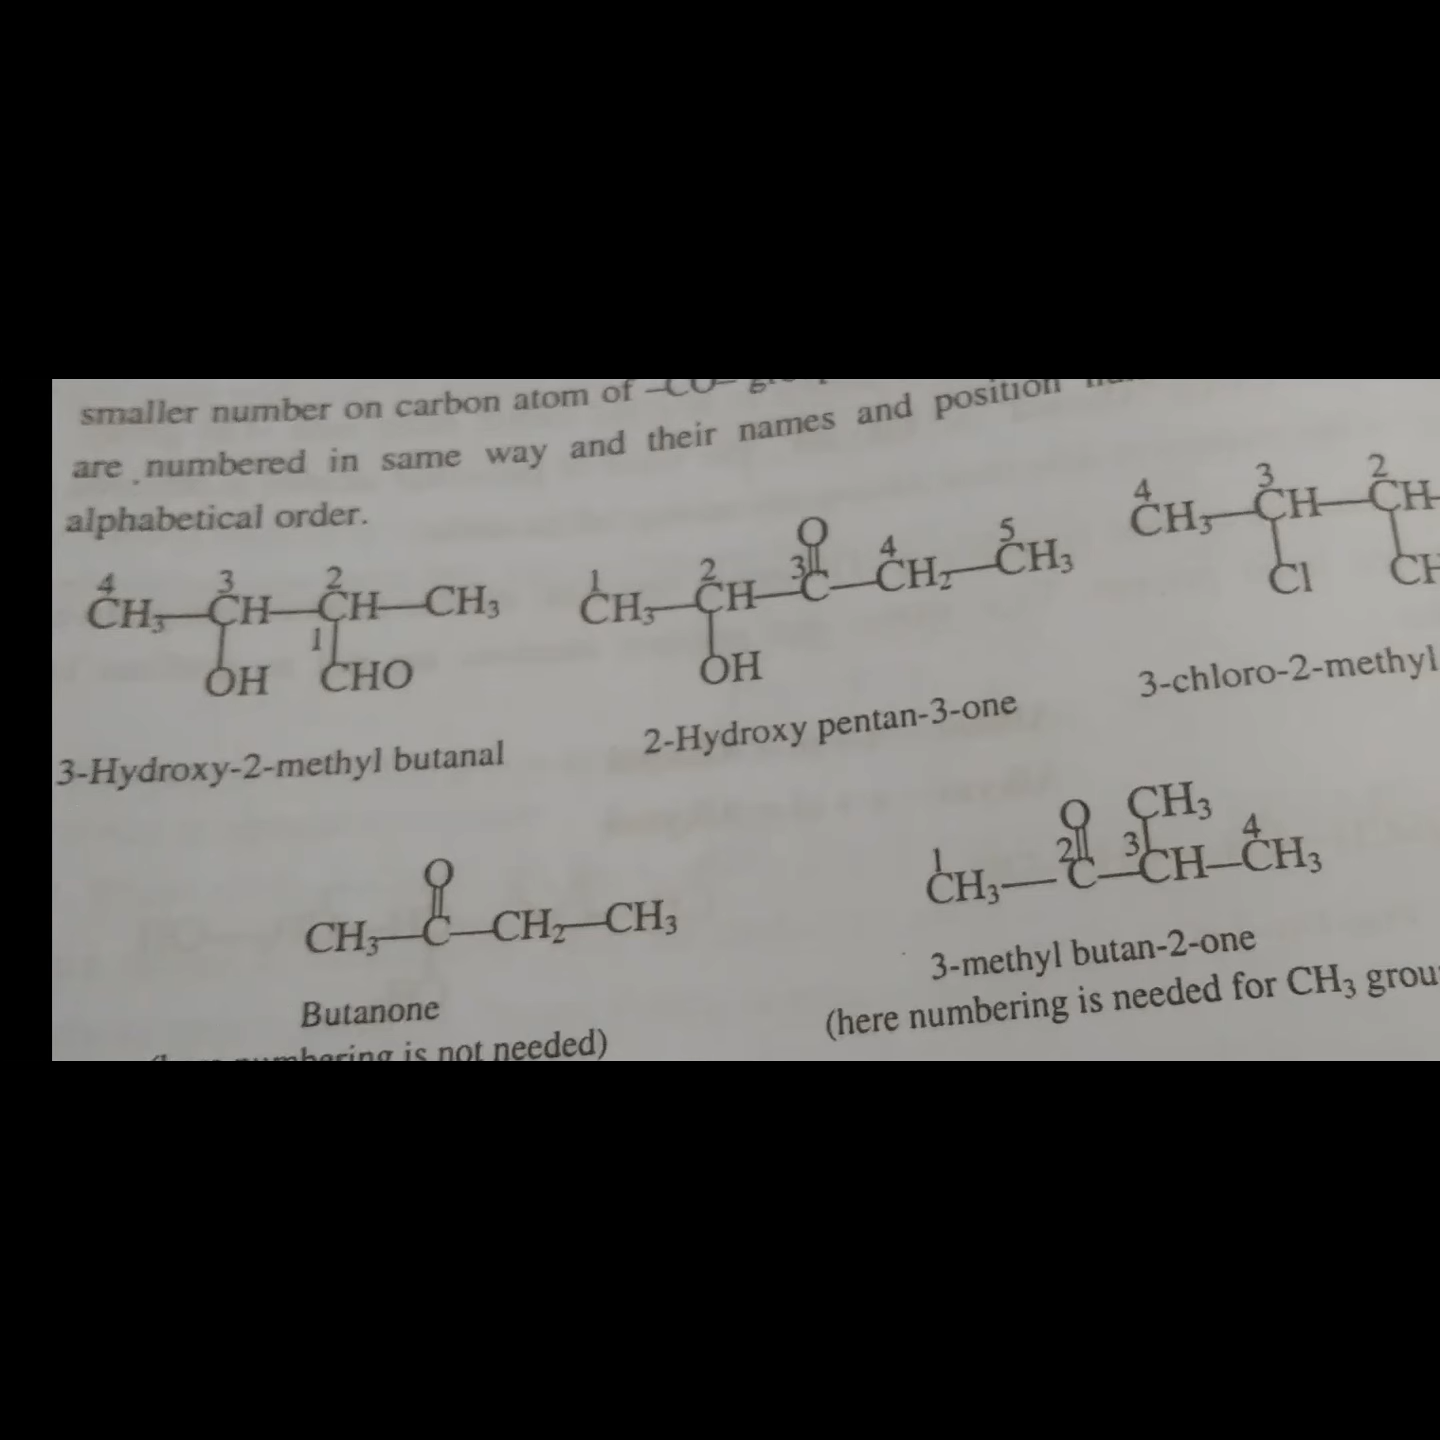 smaller number on carbon atom of –CO–
are numbered in same way and their names and position
alphabetical order.
4 3 2
CH3—CH—CH—CH3
1
OH CHO
3-Hydroxy-2-methyl butanal
O
1 2 3 4 5
CH3—CH—C—CH2—CH3
OH
2-Hydroxy pentan-3-one
4 3 2
CH3—CH—CH
Cl
3-chloro-2-methyl
O
CH3—C—CH2—CH3
Butanone
numbering is not needed)
O CH3
1 2 3 4
CH3—C—CH—CH3
3-methyl butan-2-one
(here numbering is needed for CH3